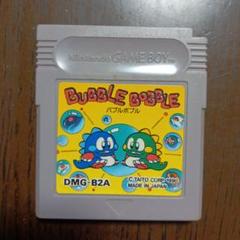 Nintendo GAME BOY
BUBBLE BOBBLE
バブルボブル
DMG-B2A
C.TAITO CORP. 1990
MADE IN JAPAN